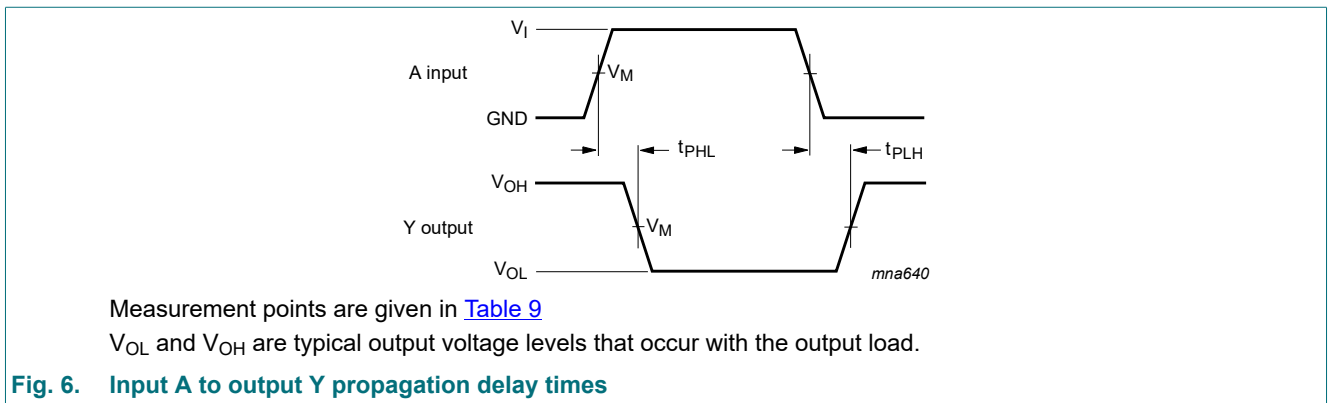 VI
A input
VM
GND
tPHL
tPLH
VOH
Y output
VM
VOL
mna640
Measurement points are given in Table 9
VOL and VOH are typical output voltage levels that occur with the output load.
Fig. 6. Input A to output Y propagation delay times